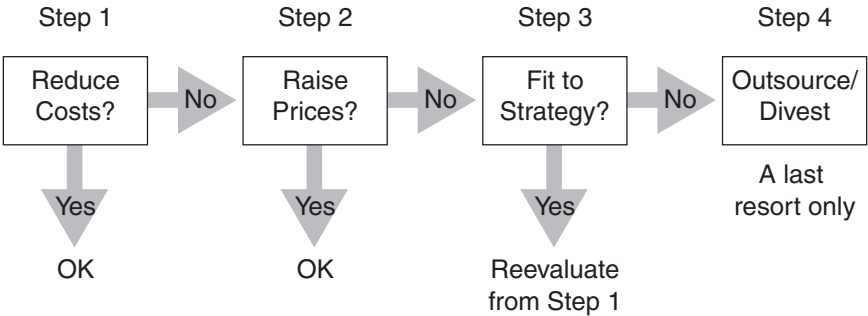 Step 1
Step 2
Step 3
Step 4
Reduce
Costs?
No
Raise
Prices?
No
Fit to
Strategy?
No
Outsource/
Divest
Yes
Yes
Yes
A last
resort only
OK
OK
Reevaluate
from Step 1